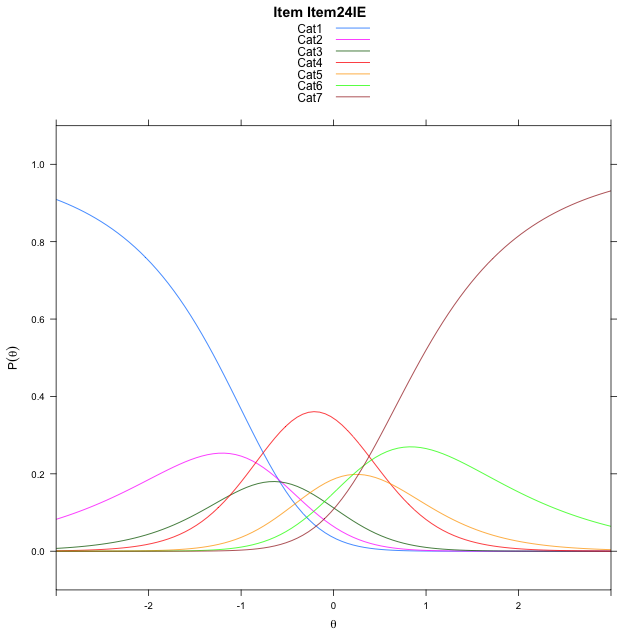 Item Item24IE
Cat1
Cat2
Cat3
Cat4
Cat5
Cat6
Cat7
1.0
0.8
0.6
0.4
0.2
0.0
P(θ)
-2 -1 0 1 2
θ